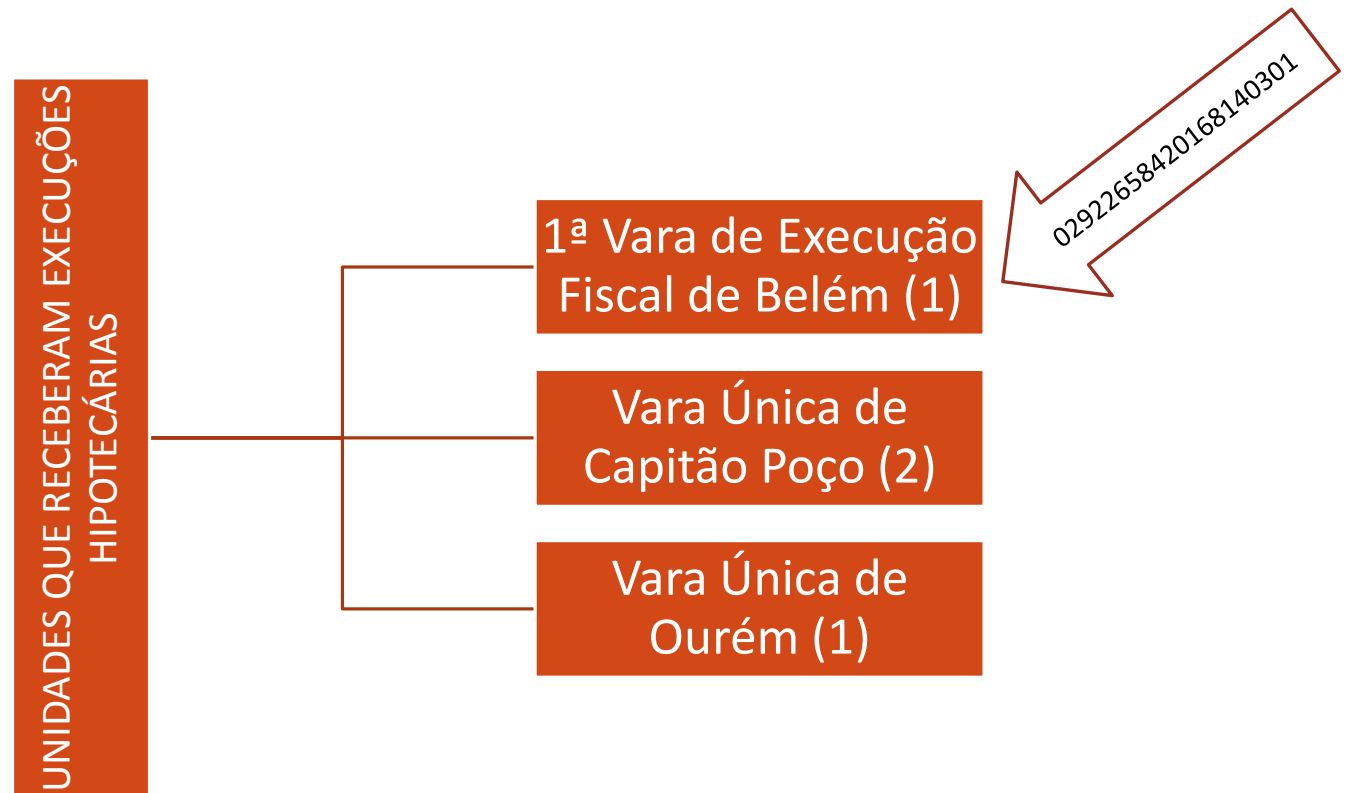 UNIDADES QUE RECEBERAM EXECUÇÕES
HIPOTECÁRIAS
1ª Vara de Execução
Fiscal de Belém (1)
02922658420168140301
Vara Única de
Capitão Poço (2)
Vara Única de
Ourém (1)